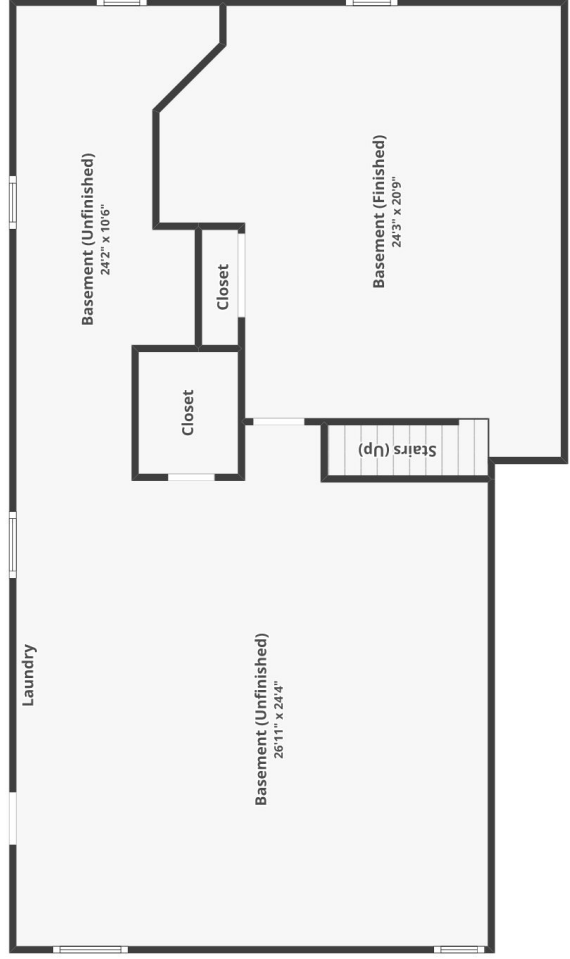 Basement (Unfinished)
24'2" x 10'6"
Basement (Finished)
24'3" x 20'9"
Closet
Closet
Stairs (Up)
Laundry
Basement (Unfinished)
26'11" x 24'4"